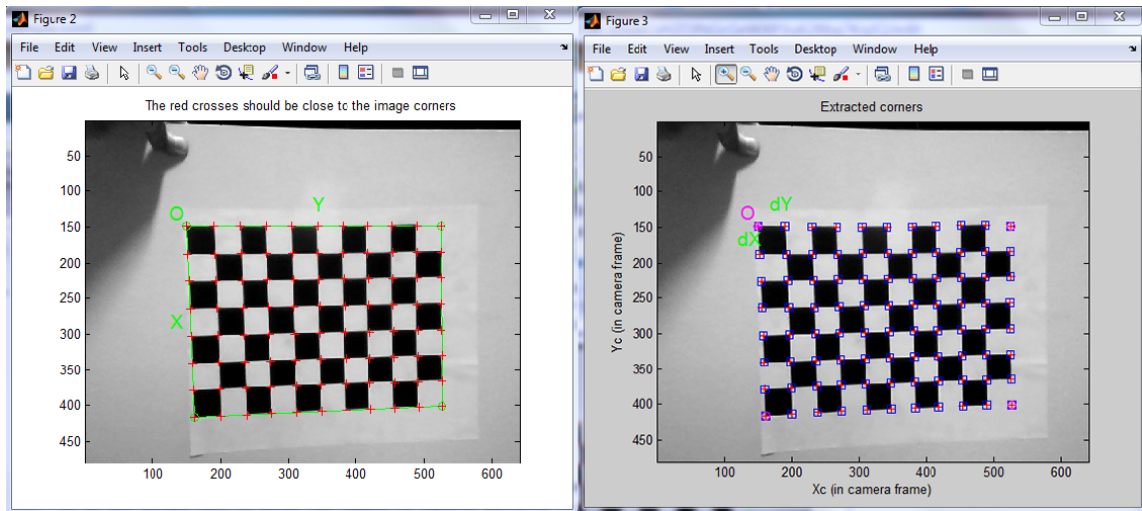 Figure 2
File Edit View Insert Tools Desktop Window Help
The red crosses should be close to the image corners
O
Y
X
50
100
150
200
250
300
350
400
450
100 200 300 400 500 600
Figure 3
File Edit View Insert Tools Desktop Window Help
Extracted corners
O
dY
dX
Yc (in camera frame)
50
100
150
200
250
300
350
400
450
100 200 300 400 500 600
Xc (in camera frame)